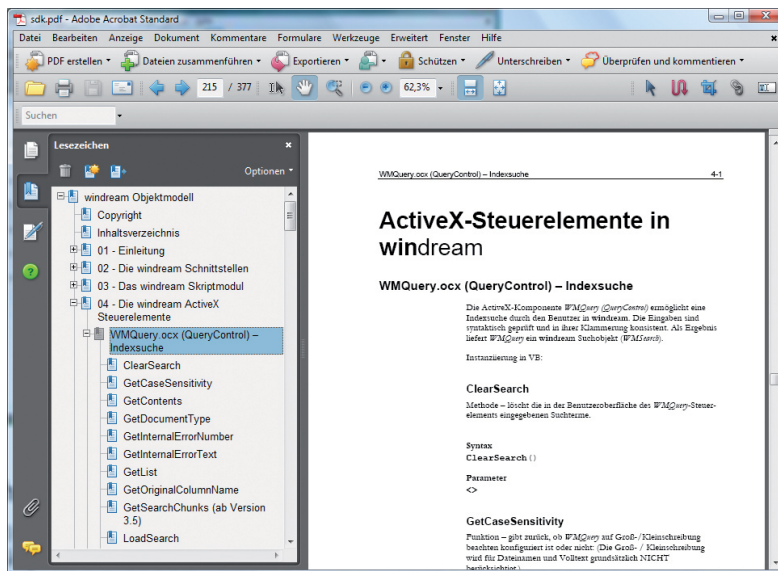 sdk.pdf - Adobe Acrobat Standard
Datei Bearbeiten Anzeige Dokument Kommentare Formulare Werkzeuge Erweitert Fenster Hilfe
PDF erstellen Dateien zusammenführen Exportieren Schützen Unterschreiben Überprüfen und kommentieren
215 / 377 62,3%
Suchen
Lesezeichen
Optionen
windream Objektmodell
Copyright
Inhaltsverzeichnis
01 - Einleitung
02 - Die windream Schnittstellen
03 - Das windream Skriptmodul
04 - Die windream ActiveX
Steuerelemente
WMQuery.ocx (QueryControl) –
Indexsuche
ClearSearch
GetCaseSensitivity
GetContents
GetDocumentType
GetInternalErrorNumber
GetInternalErrorText
GetList
GetOriginalColumnName
GetSearchChunks (ab Version
3.5)
LoadSearch
WMQuery.ocx (QueryControl) – Indexsuche 4-1
ActiveX-Steuerelemente in
windream
WMQuery.ocx (QueryControl) – Indexsuche
Die ActiveX-Komponente WMQuery (QueryControl) ermöglicht eine
Indexsuche durch den Benutzer in windream. Die Eingaben sind
syntaktisch geprüft und in ihrer Klammerung konsistent. Als Ergebnis
liefert WMQuery ein windream Suchobjekt (WMSearch).
Instanziierung in VB:
ClearSearch
Methode – löscht die in der Benutzeroberfläche des WMQuery-Steuer-
elements eingegebenen Suchterme.
Syntax
ClearSearch()
Parameter
<>
GetCaseSensitivity
Funktion – gibt zurück, ob WMQuery auf Groß-/Kleinschreibung
beachten konfiguriert ist oder nicht: (Die Groß- / Kleinschreibung
wird für Dateinamen und Volltext grundsätzlich NICHT
berücksichtigt.)